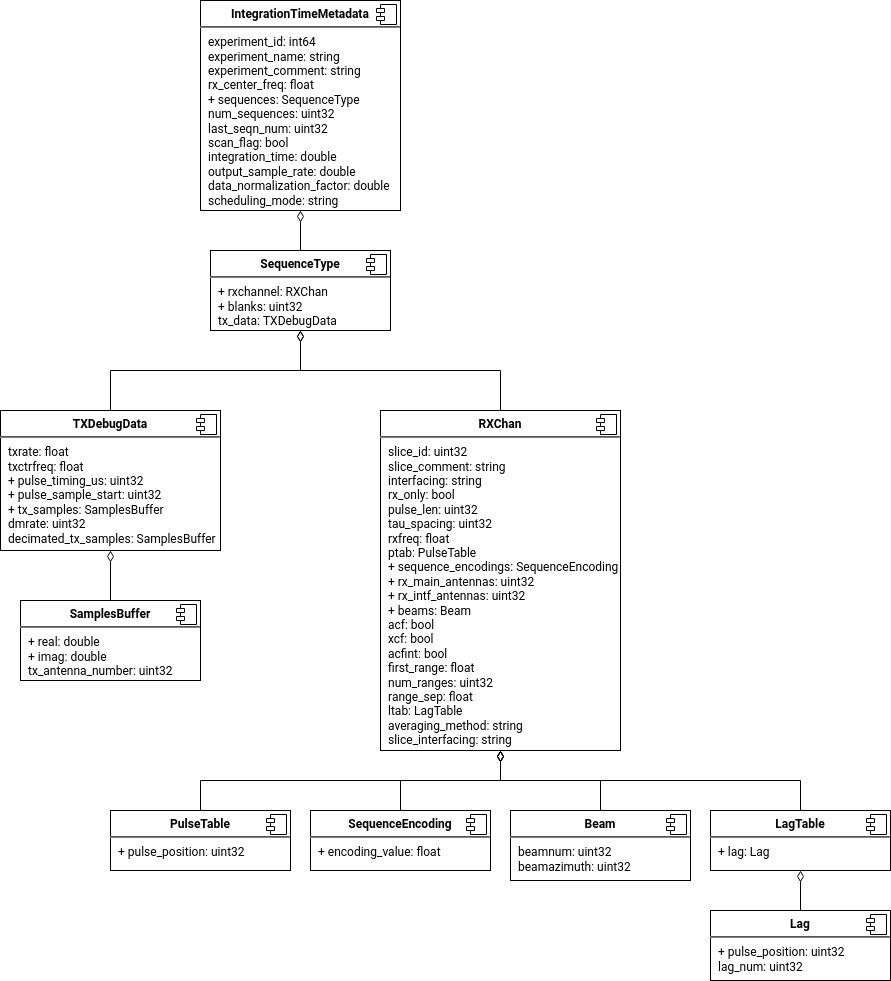 IntegrationTimeMetadata
experiment_id: int64
experiment_name: string
experiment_comment: string
rx_center_freq: float
+ sequences: SequenceType
num_sequences: uint32
last_seqn_num: uint32
scan_flag: bool
integration_time: double
output_sample_rate: double
data_normalization_factor: double
scheduling_mode: string
SequenceType
+ rxchannel: RXChan
+ blanks: uint32
tx_data: TXDebugData
TXDebugData
txrate: float
txctrfreq: float
+ pulse_timing_us: uint32
+ pulse_sample_start: uint32
+ tx_samples: SamplesBuffer
dmrate: uint32
decimated_tx_samples: SamplesBuffer
SamplesBuffer
+ real: double
+ imag: double
tx_antenna_number: uint32
RXChan
slice_id: uint32
slice_comment: string
interfacing: string
rx_only: bool
pulse_len: uint32
tau_spacing: uint32
rxfreq: float
ptab: PulseTable
+ sequence_encodings: SequenceEncoding
+ rx_main_antennas: uint32
+ rx_intf_antennas: uint32
+ beams: Beam
acf: bool
xcf: bool
acfint: bool
first_range: float
num_ranges: uint32
range_sep: float
ltab: LagTable
averaging_method: string
slice_interfacing: string
PulseTable
+ pulse_position: uint32
SequenceEncoding
+ encoding_value: float
Beam
beamnum: uint32
beamazimuth: uint32
LagTable
+ lag: Lag
Lag
+ pulse_position: uint32
lag_num: uint32